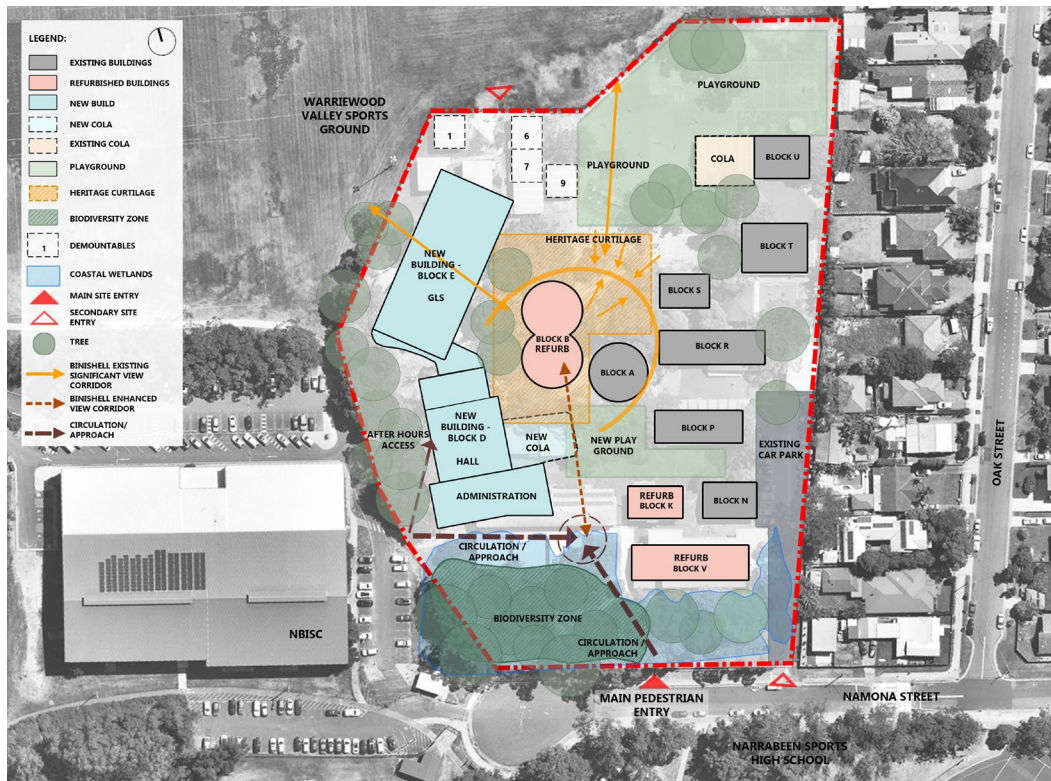 LEGEND:
EXISTING BUILDINGS
REFURBISHED BUILDINGS
NEW BUILD
NEW COLA
EXISTING COLA
PLAYGROUND
HERITAGE CURTILAGE
BIODIVERSITY ZONE
1
DEMOUNTABLES
COASTAL WETLANDS
MAIN SITE ENTRY
SECONDARY SITE
ENTRY
TREE
BINISHELL EXISTING
SIGNIFICANT VIEW
CORRIDOR
BINISHELL ENHANCED
VIEW CORRIDOR
CIRCULATION/
APPROACH
WARRIEWOOD
VALLEY SPORTS
GROUND
1
6
7
9
PLAYGROUND
PLAYGROUND
COLA
BLOCK U
BLOCK T
HERITAGE CURTILAGE
NEW
BUILDING -
BLOCK E
GLS
BLOCK S
BLOCK B
REFURB
BLOCK R
BLOCK A
NEW
BUILDING -
BLOCK D
HALL
AFTER HOURS
ACCESS
NEW
COLA
NEW PLAY
GROUND
BLOCK P
EXISTING
CAR PARK
OAK STREET
ADMINISTRATION
REFURB
BLOCK K
BLOCK N
CIRCULATION /
APPROACH
REFURB
BLOCK V
BIODIVERSITY ZONE
CIRCULATION /
APPROACH
NBISC
MAIN PEDESTRIAN
ENTRY
NAMONA STREET
NARRABEEN SPORTS
HIGH SCHOOL